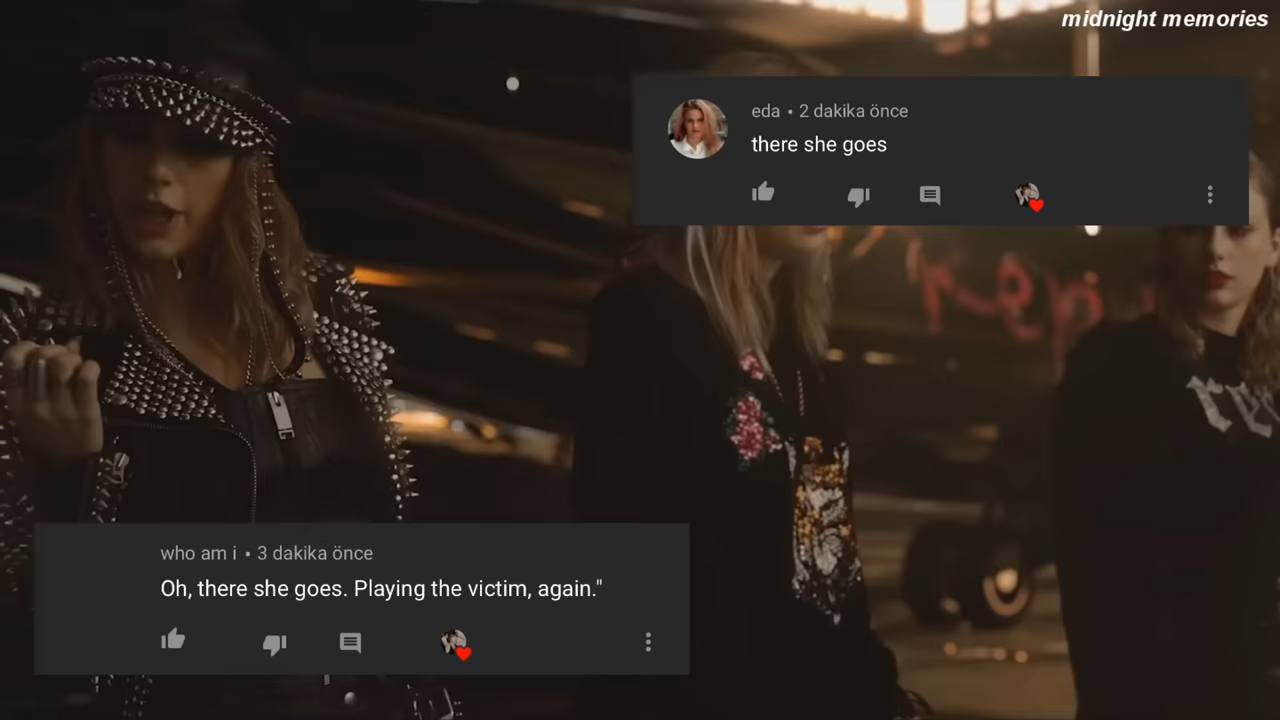 midnight memories
eda • 2 dakika önce
there she goes
who am i • 3 dakika önce
Oh, there she goes. Playing the victim, again."